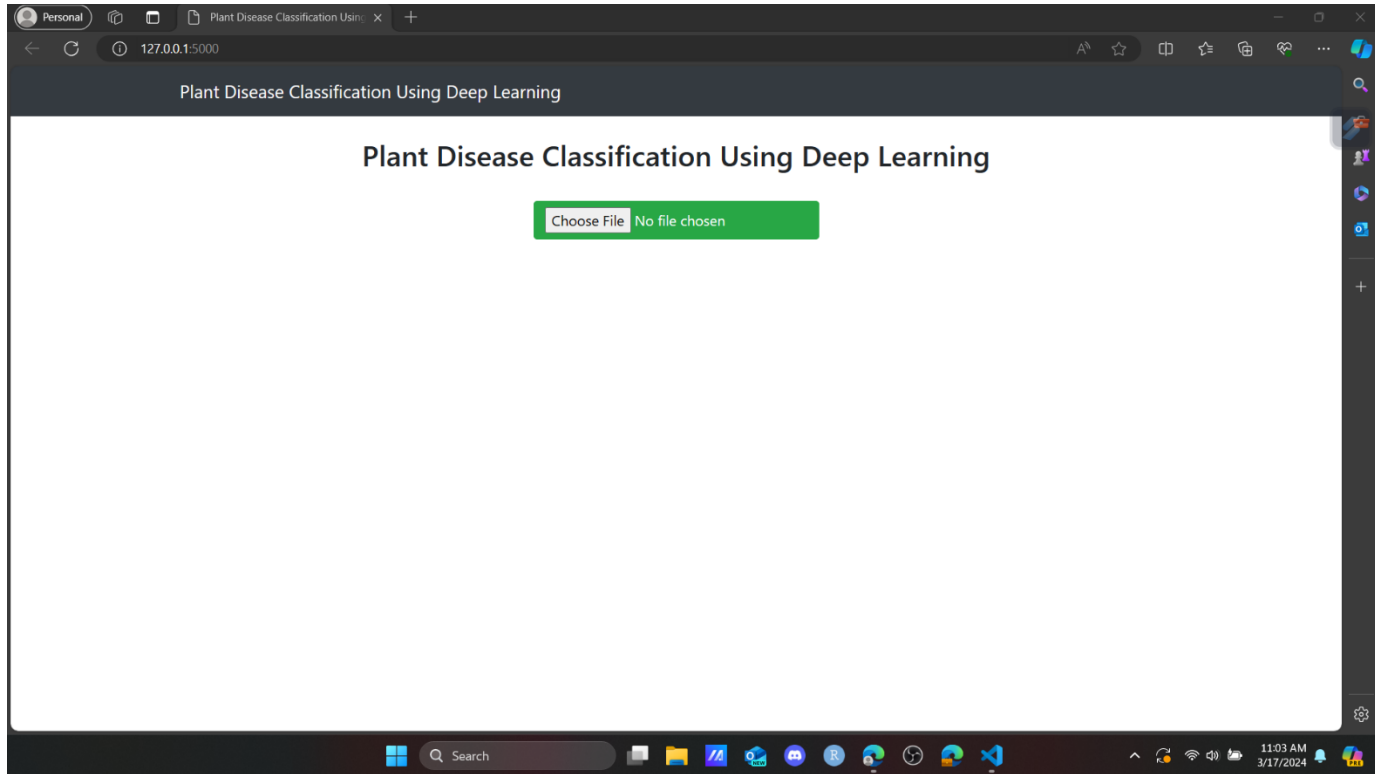 Personal
Plant Disease Classification Using
127.0.0.1:5000
Plant Disease Classification Using Deep Learning
Plant Disease Classification Using Deep Learning
Choose File No file chosen
Search
11:03 AM
3/17/2024